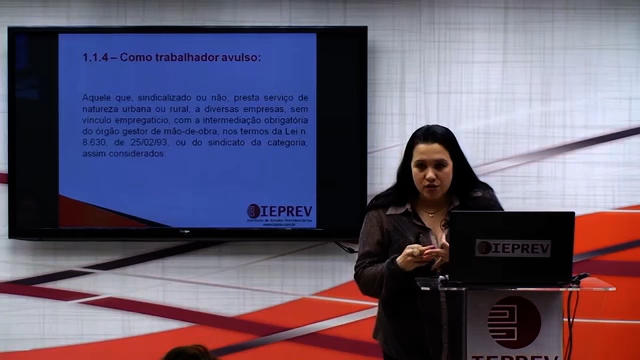 1.1.4 – Como trabalhador avulso:
Aquele que, sindicalizado ou não, presta serviço de
natureza urbana ou rural, a diversas empresas, sem
vínculo empregatício, com a intermediação obrigatória
do órgão gestor de mão-de-obra, nos termos da Lei n.
8.630, de 25/02/93, ou do sindicato da categoria,
assim considerados:
IEPREV
IEPREV
IEPREV